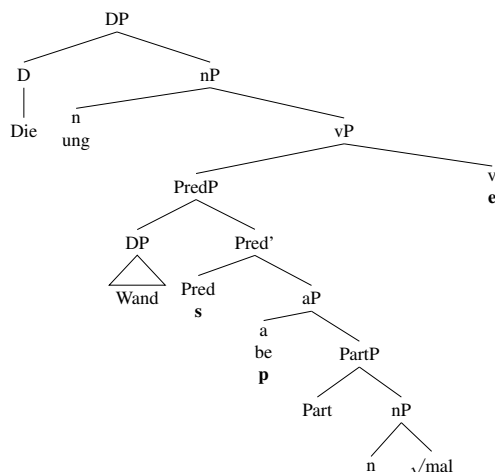 DP
D nP
Die n vP
ung
PredP v
e
DP Pred’
Wand Pred aP
s
a
be PartP
p
Part nP
n √mal